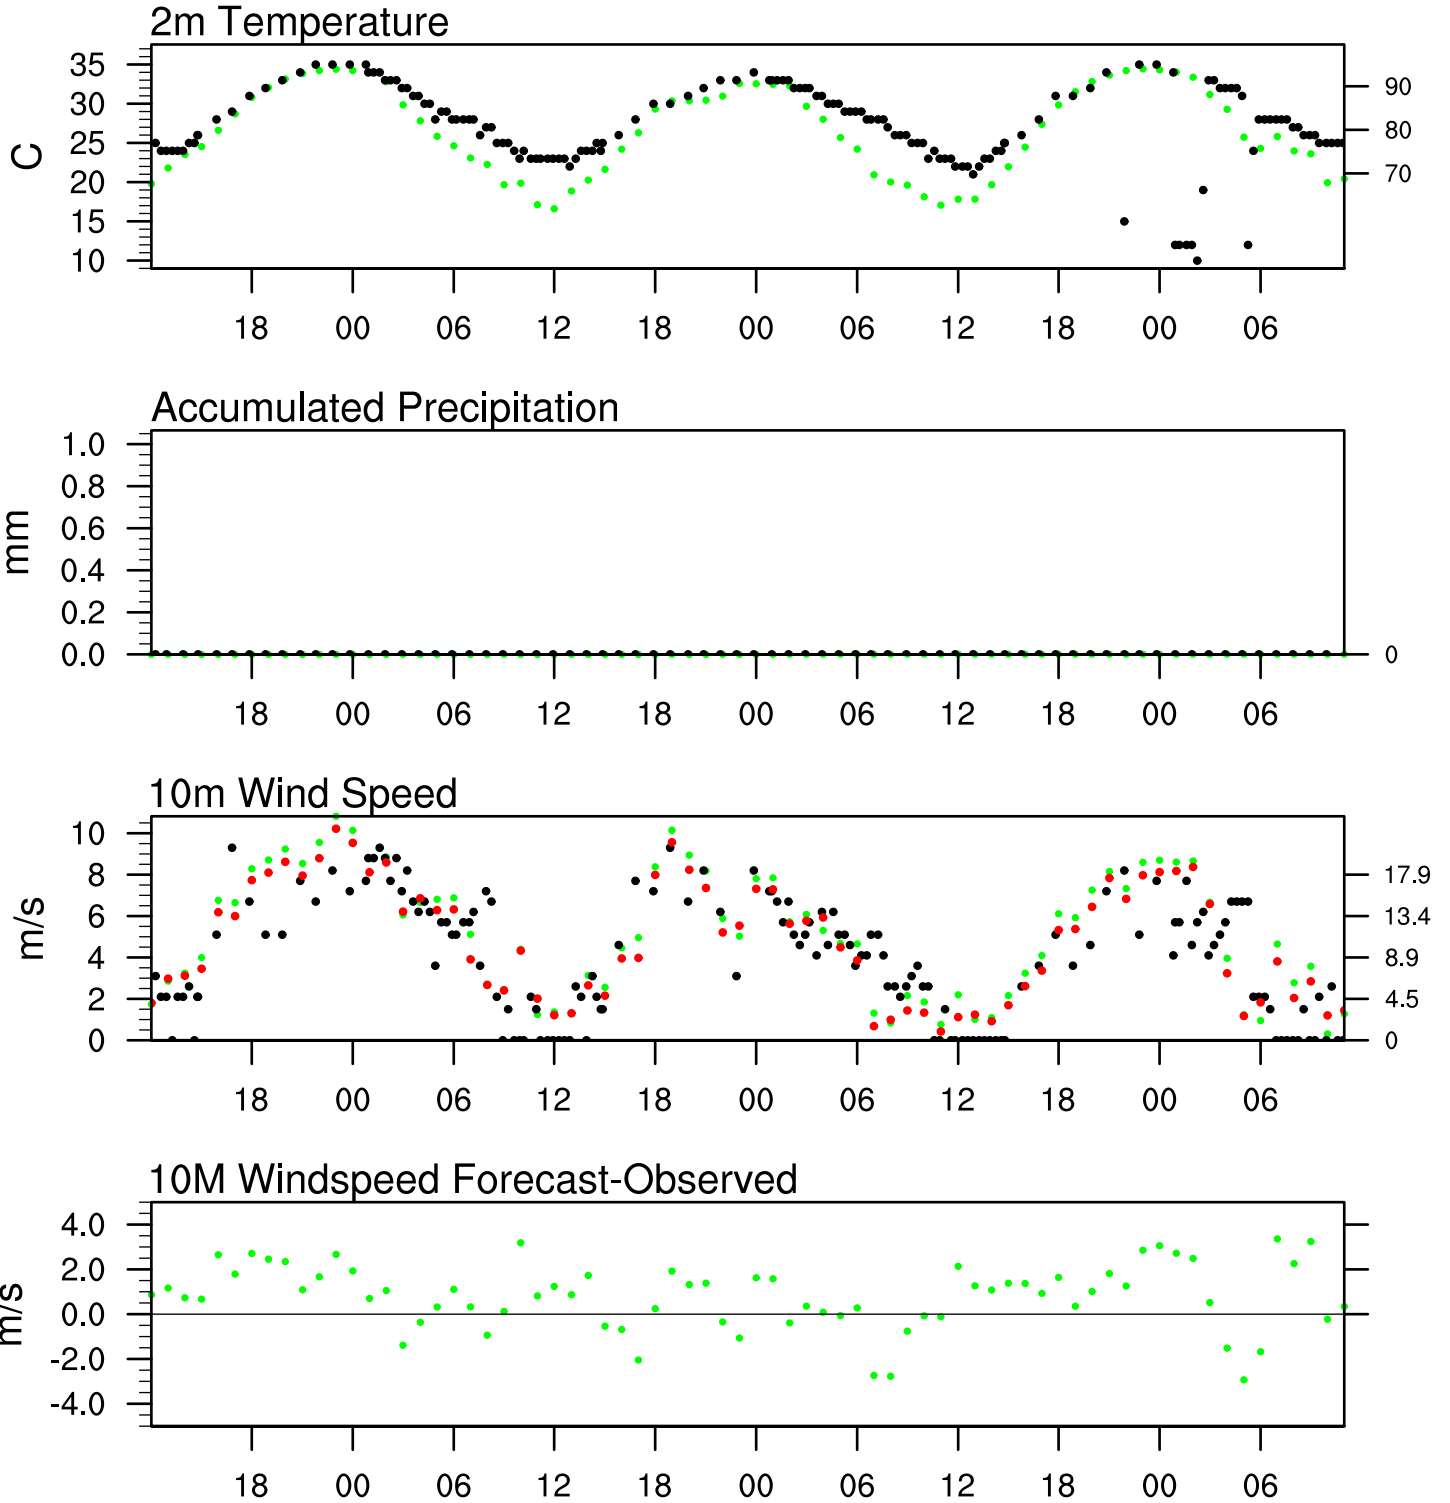 2m Temperature
35
30
25
20
15
10
C
90
80
70
18 00 06 12 18 00 06 12 18 00 06
Accumulated Precipitation
1.0
0.8
0.6
0.4
0.2
0.0
mm
0
18 00 06 12 18 00 06 12 18 00 06
10m Wind Speed
10
8
6
4
2
0
m/s
17.9
13.4
8.9
4.5
0
18 00 06 12 18 00 06 12 18 00 06
10M Windspeed Forecast-Observed
4.0
2.0
0.0
-2.0
-4.0
m/s
18 00 06 12 18 00 06 12 18 00 06